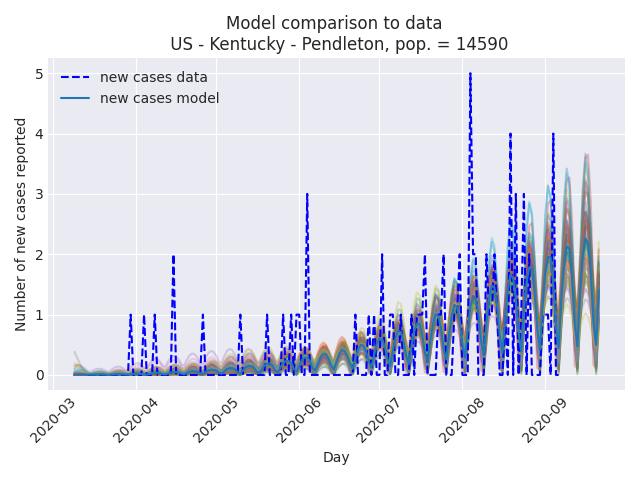 Model comparison to data
US - Kentucky - Pendleton, pop. = 14590
new cases data
new cases model
Number of new cases reported
5
4
3
2
1
0
2020-03
2020-04
2020-05
2020-06
2020-07
2020-08
2020-09
Day